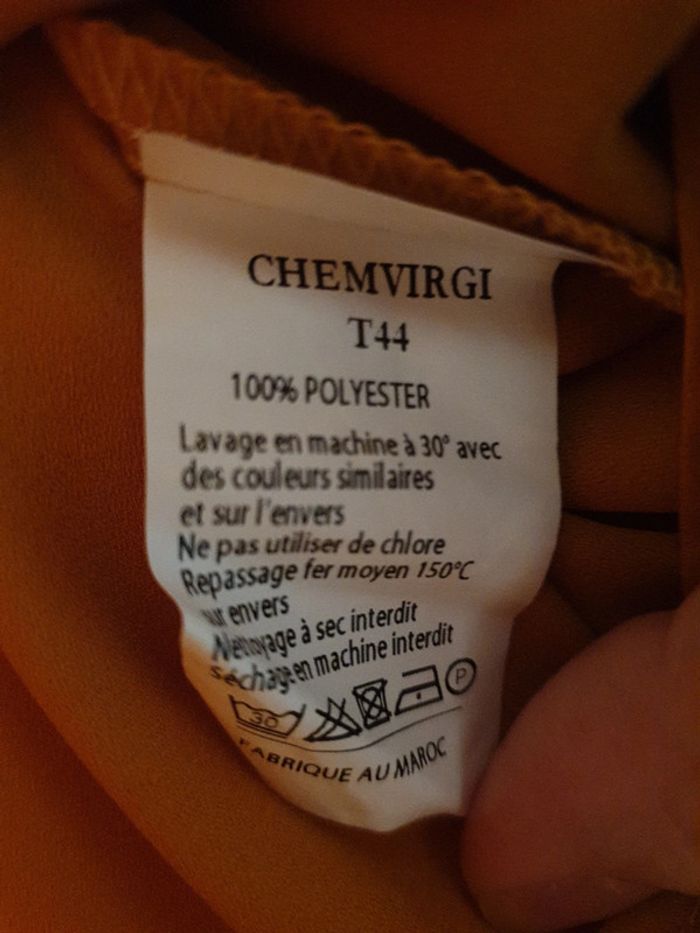 CHEMVIRGI
T44
100% POLYESTER
Lavage en machine à 30° avec
des couleurs similaires
et sur l'envers
Ne pas utiliser de chlore
Repassage fer moyen 150°C
sur envers
Nettoyage à sec interdit
séchage en machine interdit
30 P
FABRIQUE AU MAROC